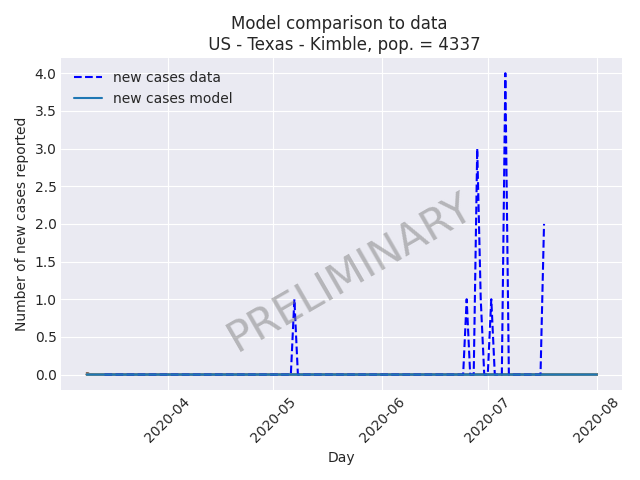 Model comparison to data
US - Texas - Kimble, pop. = 4337
new cases data
new cases model
PRELIMINARY
Number of new cases reported
4.0
3.5
3.0
2.5
2.0
1.5
1.0
0.5
0.0
2020-04
2020-05
2020-06
2020-07
2020-08
Day